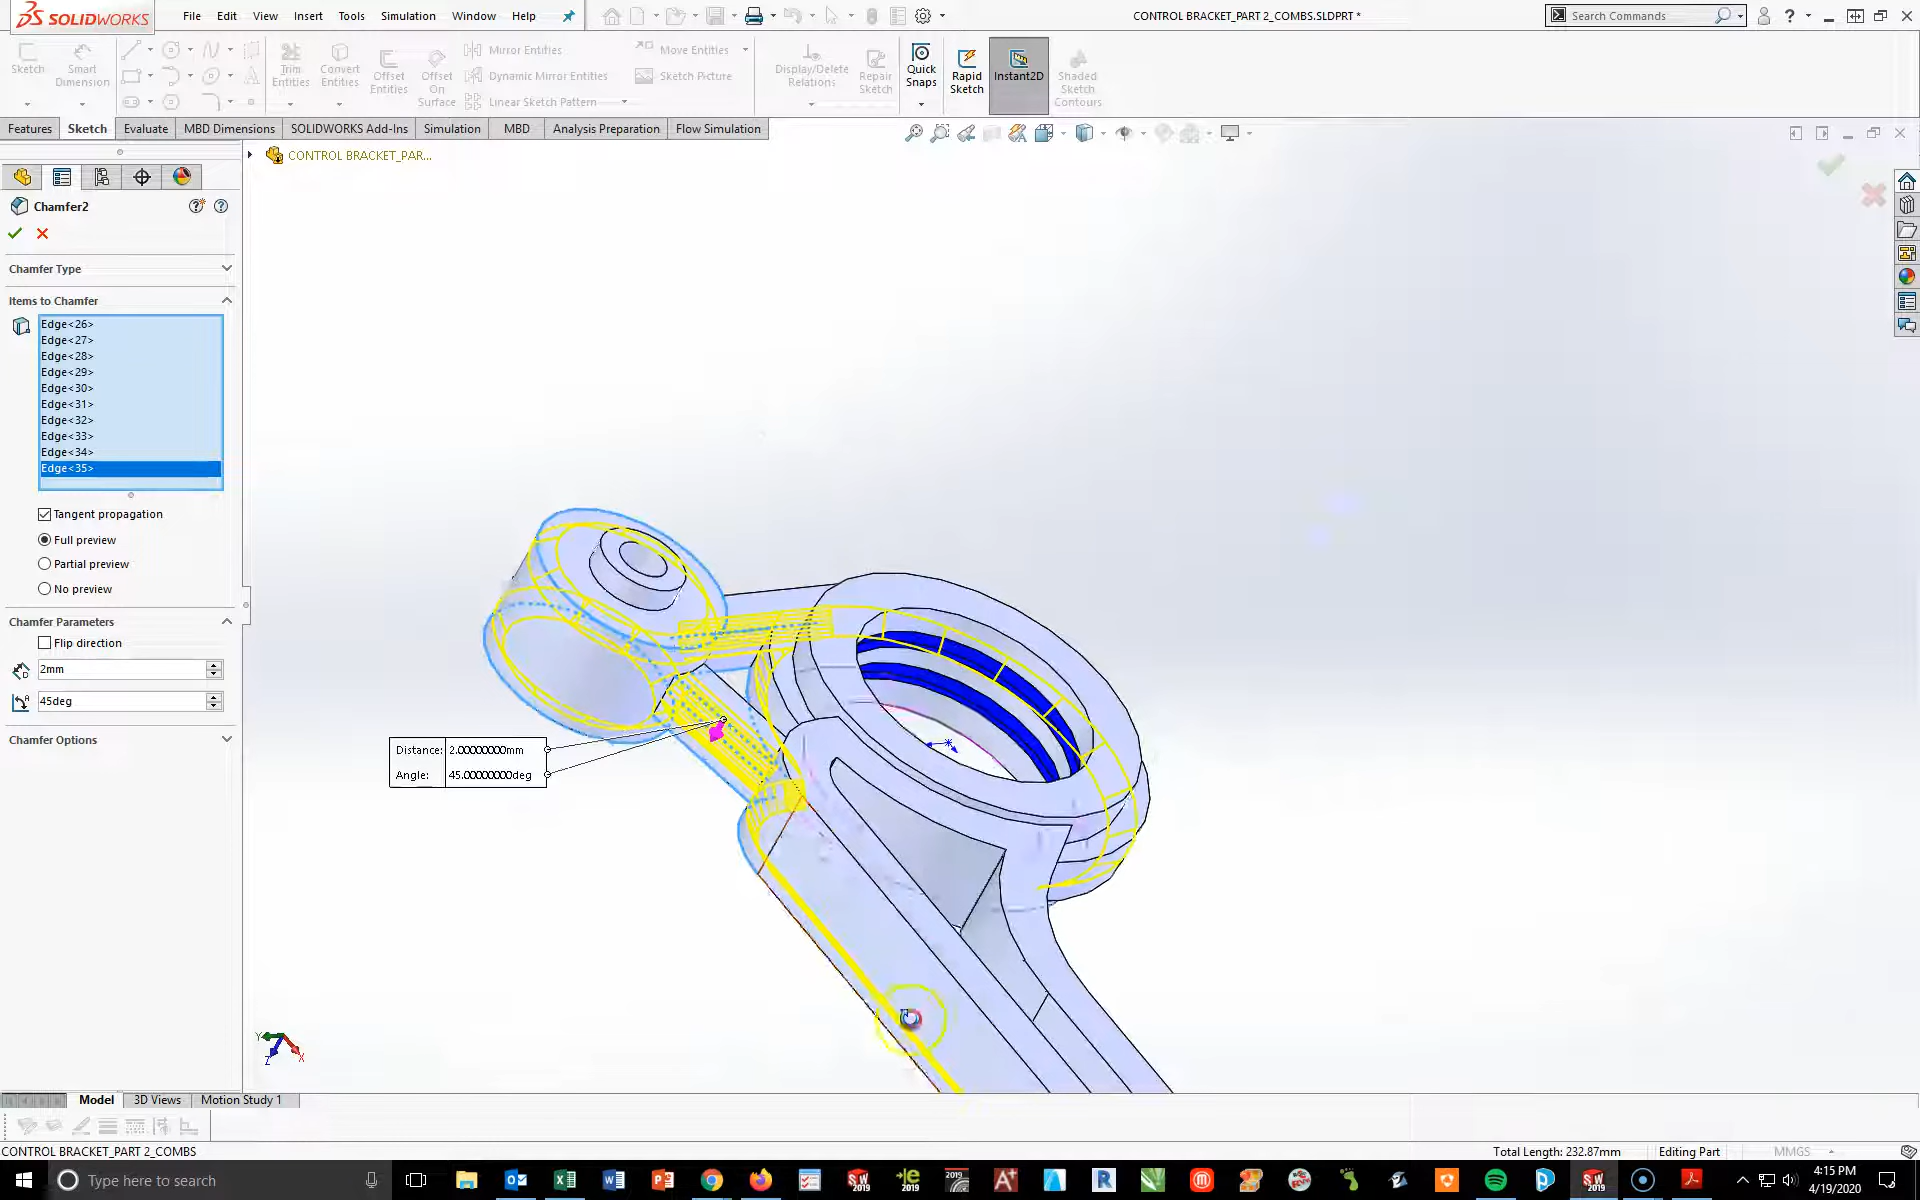 SOLIDWORKS
File Edit View Insert Tools Simulation Window Help
CONTROL BRACKET_PART 2_COMBS.SLDPRT *
Search Commands
Sketch
Smart Dimension
Trim Entities
Convert Entities
Offset Entities
Offset On Surface
Mirror Entities
Dynamic Mirror Entities
Linear Sketch Pattern
Move Entities
Sketch Picture
Display/Delete Relations
Repair Sketch
Quick Snaps
Rapid Sketch
Instant2D
Shaded Sketch Contours
Features Sketch Evaluate MBD Dimensions SOLIDWORKS Add-Ins Simulation MBD Analysis Preparation Flow Simulation
CONTROL BRACKET_PAR...
Chamfer2
Chamfer Type
Items to Chamfer
Edge<26>
Edge<27>
Edge<28>
Edge<29>
Edge<30>
Edge<31>
Edge<32>
Edge<33>
Edge<34>
Edge<35>
Tangent propagation
Full preview
Partial preview
No preview
Chamfer Parameters
Flip direction
2mm
45deg
Chamfer Options
Distance: 2.00000000mm
Angle: 45.00000000deg
Y
Z
X
Model 3D Views Motion Study 1
CONTROL BRACKET_PART 2_COMBS
Total Length: 232.87mm Editing Part MMGS
Type here to search
4:15 PM
4/19/2020